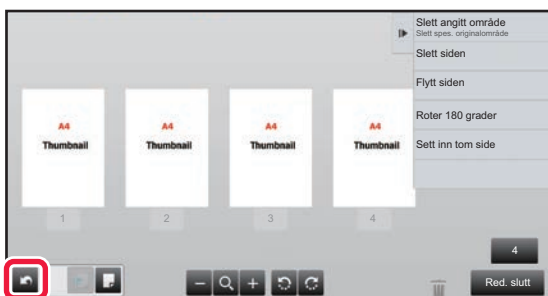 Slett angitt område
Slett spes. originalområde
Slett siden
Flytt siden
Roter 180 grader
Sett inn tom side
A4
Thumbnail
A4
Thumbnail
A4
Thumbnail
A4
Thumbnail
1
2
3
4
4
Red. slutt